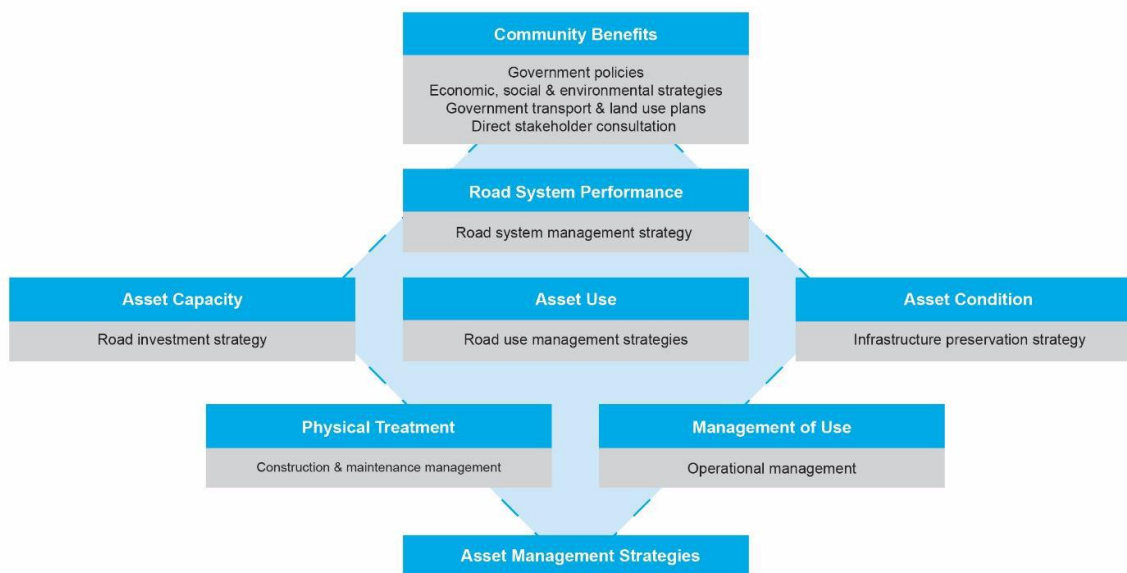 Community Benefits
Government policies
Economic, social & environmental strategies
Government transport & land use plans
Direct stakeholder consultation
Road System Performance
Road system management strategy
Asset Capacity
Road investment strategy
Asset Use
Road use management strategies
Asset Condition
Infrastructure preservation strategy
Physical Treatment
Construction & maintenance management
Management of Use
Operational management
Asset Management Strategies